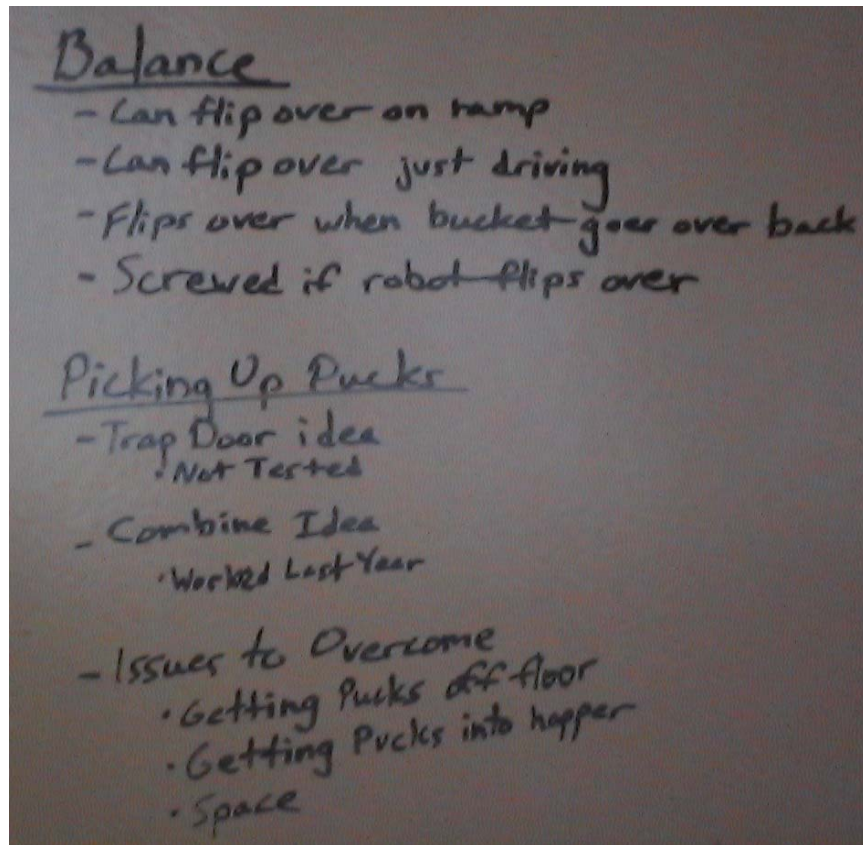 Balance
- Can flip over on ramp
- Can flip over just driving
- Flips over when bucket goes over back
- Screwed if robot flips over
Picking Up Pucks
- Trap Door idea
· Not Tested
- Combine Idea
· Worked Last Year
- Issues to Overcome
· Getting Pucks off floor
· Getting Pucks into hopper
· Space